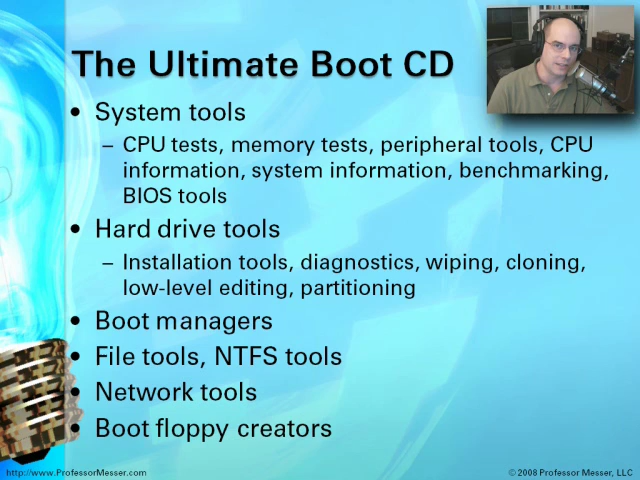 The Ultimate Boot CD
• System tools
– CPU tests, memory tests, peripheral tools, CPU
information, system information, benchmarking,
BIOS tools
• Hard drive tools
– Installation tools, diagnostics, wiping, cloning,
low-level editing, partitioning
• Boot managers
• File tools, NTFS tools
• Network tools
• Boot floppy creators
http://www.ProfessorMesser.com
© 2008 Professor Messer, LLC